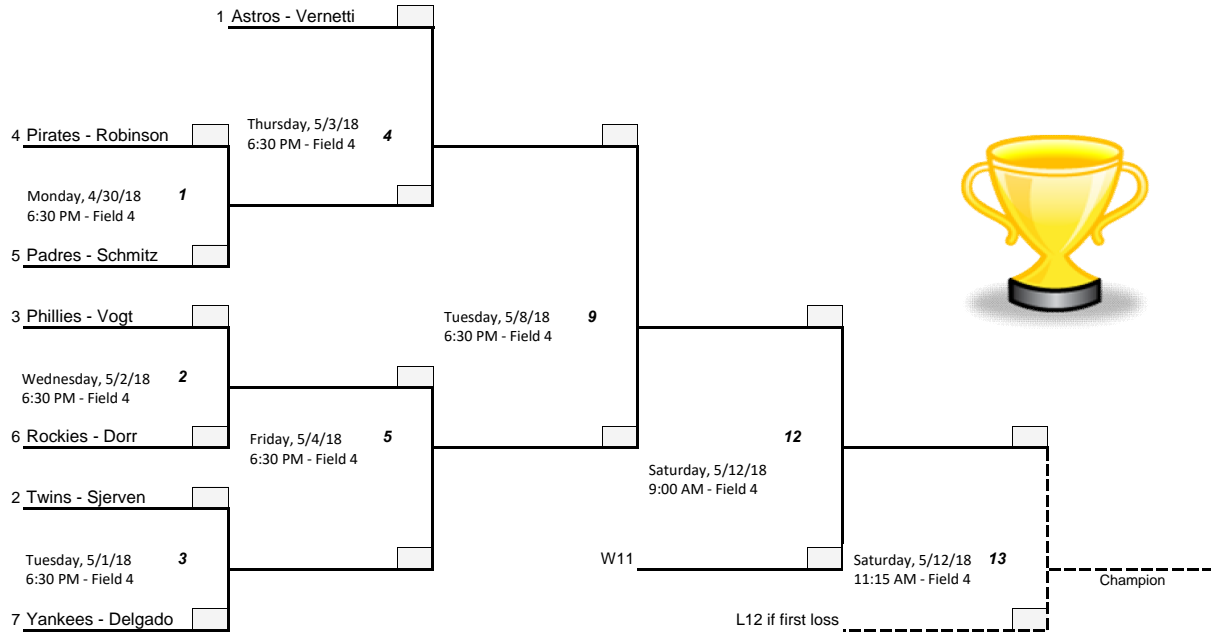 1 Astros - Vernetti
Thursday, 5/3/18 4
6:30 PM - Field 4
4 Pirates - Robinson
Monday, 4/30/18 1
6:30 PM - Field 4
5 Padres - Schmitz
3 Phillies - Vogt
Tuesday, 5/8/18 9
6:30 PM - Field 4
Wednesday, 5/2/18 2
6:30 PM - Field 4
6 Rockies - Dorr
Friday, 5/4/18 5
6:30 PM - Field 4
12
Saturday, 5/12/18
9:00 AM - Field 4
2 Twins - Sjerven
Tuesday, 5/1/18 3
6:30 PM - Field 4
W11
Saturday, 5/12/18 13
11:15 AM - Field 4
Champion
7 Yankees - Delgado
L12 if first loss